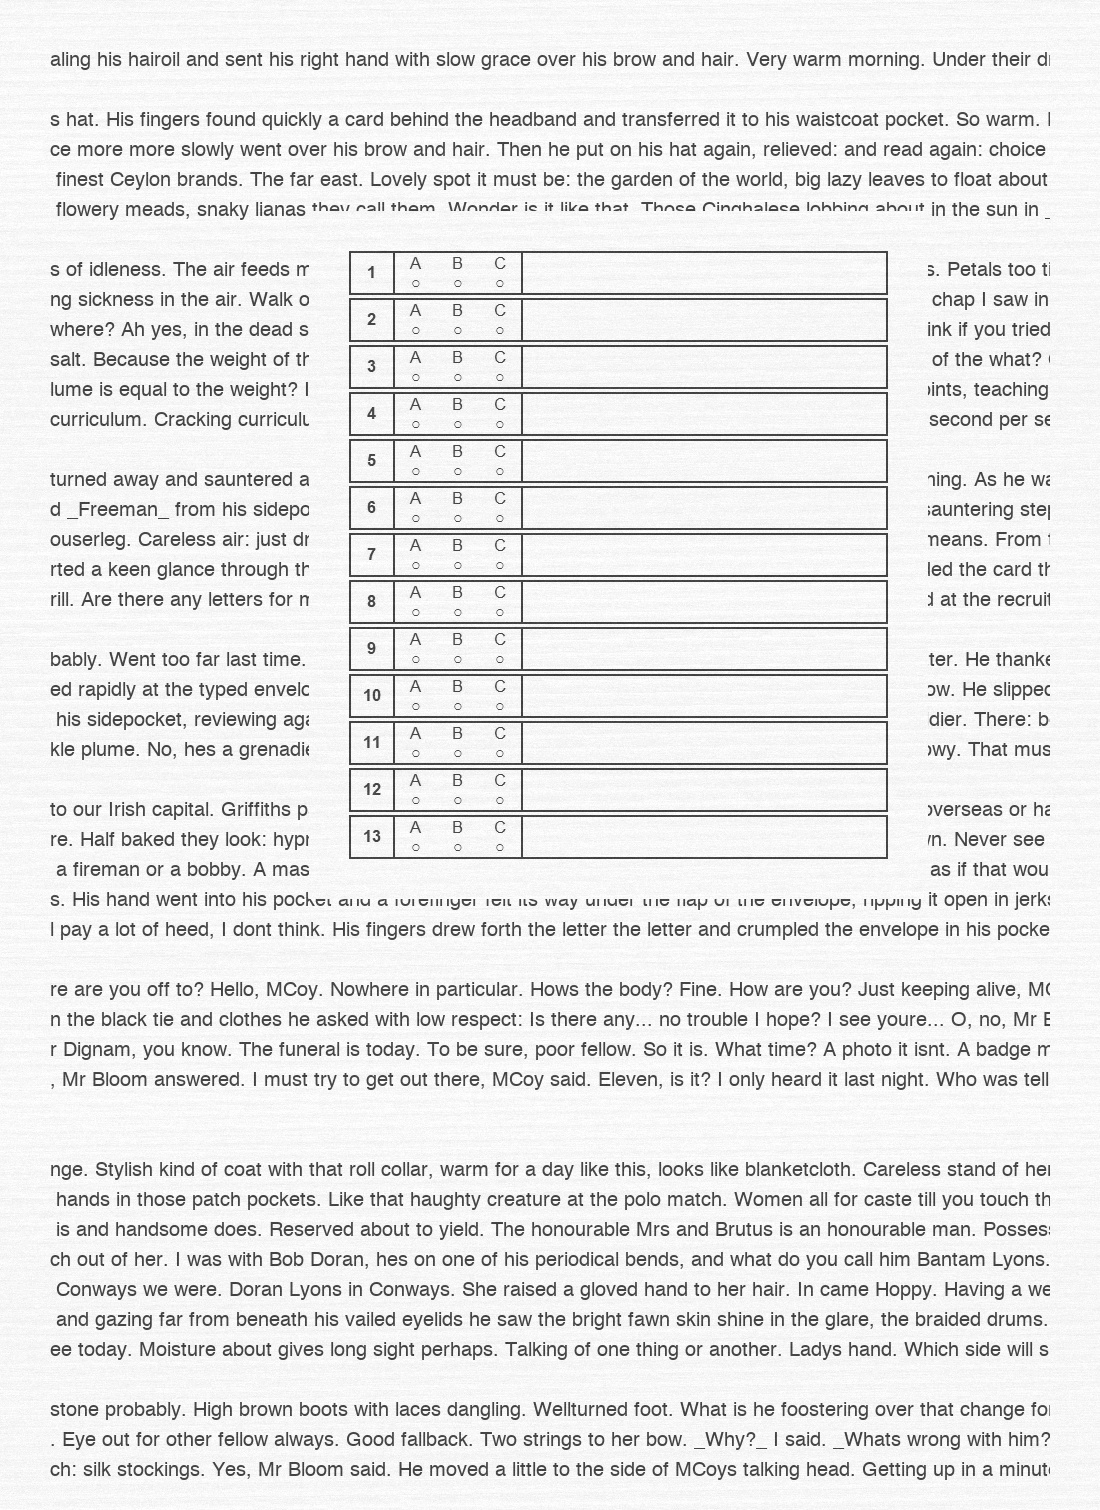 aling his hairoil and sent his right hand with slow grace over his brow and hair. Very warm morning. Under their
s hat. His fingers found quickly a card behind the headband and transferred it to his waistcoat pocket. So warm.
ce more more slowly went over his brow and hair. Then he put on his hat again, relieved: and read again: choice
finest Ceylon brands. The far east. Lovely spot it must be: the garden of the world, big lazy leaves to float about
flowery meads, snaky lianas they call them. Wonder is it like that. Those Cinghalese lobbing about in the sun in _
s of idleness. The air feeds
ng sickness in the air. Walk
where? Ah yes, in the dead s
salt. Because the weight of
lume is equal to the weight?
curriculum. Cracking
turned away and sauntered a
d _Freeman_ from his sidepo
ouserleg. Careless air: just
rted a keen glance through
rill. Are there any letters for
bably. Went too far last time.
ed rapidly at the typed
his sidepocket, reviewing
kle plume. No, hes a
to our Irish capital. Griffiths p
re. Half baked they look:
a fireman or a bobby. A mas
1 A B C
2 A B C
3 A B C
4 A B C
5 A B C
6 A B C
7 A B C
8 A B C
9 A B C
10 A B C
11 A B C
12 A B C
13 A B C
s. Petals too
chap I saw in
ink if you tried
of the what?
ints, teaching
second per
ning. As he
sauntering
means. From
led the card
d at the recruit
ter. He
ow. He slipped
dier. There:
owy. That mus
overseas or
n. Never see
as if that wou
s. His hand went into his pocket and a forefinger felt its way under the flap of the envelope, ripping it open in jerks
l pay a lot of heed, I dont think. His fingers drew forth the letter the letter and crumpled the envelope in his pocke
re are you off to? Hello, MCoy. Nowhere in particular. Hows the body? Fine. How are you? Just keeping alive,
n the black tie and clothes he asked with low respect: Is there any... no trouble I hope? I see youre... O, no, Mr
r Dignam, you know. The funeral is today. To be sure, poor fellow. So it is. What time? A photo it isnt. A badge m
, Mr Bloom answered. I must try to get out there, MCoy said. Eleven, is it? I only heard it last night. Who was tell
nge. Stylish kind of coat with that roll collar, warm for a day like this, looks like blanketcloth. Careless stand of her
hands in those patch pockets. Like that haughty creature at the polo match. Women all for caste till you touch th
is and handsome does. Reserved about to yield. The honourable Mrs and Brutus is an honourable man. Possess
ch out of her. I was with Bob Doran, hes on one of his periodical bends, and what do you call him Bantam Lyons.
Conways we were. Doran Lyons in Conways. She raised a gloved hand to her hair. In came Hoppy. Having a we
and gazing far from beneath his vailed eyelids he saw the bright fawn skin shine in the glare, the braided drums.
ee today. Moisture about gives long sight perhaps. Talking of one thing or another. Ladys hand. Which side will s
stone probably. High brown boots with laces dangling. Wellturned foot. What is he foostering over that change for
. Eye out for other fellow always. Good fallback. Two strings to her bow. _Why?_ I said. _Whats wrong with him?
ch: silk stockings. Yes, Mr Bloom said. He moved a little to the side of MCoys talking head. Getting up in a minute